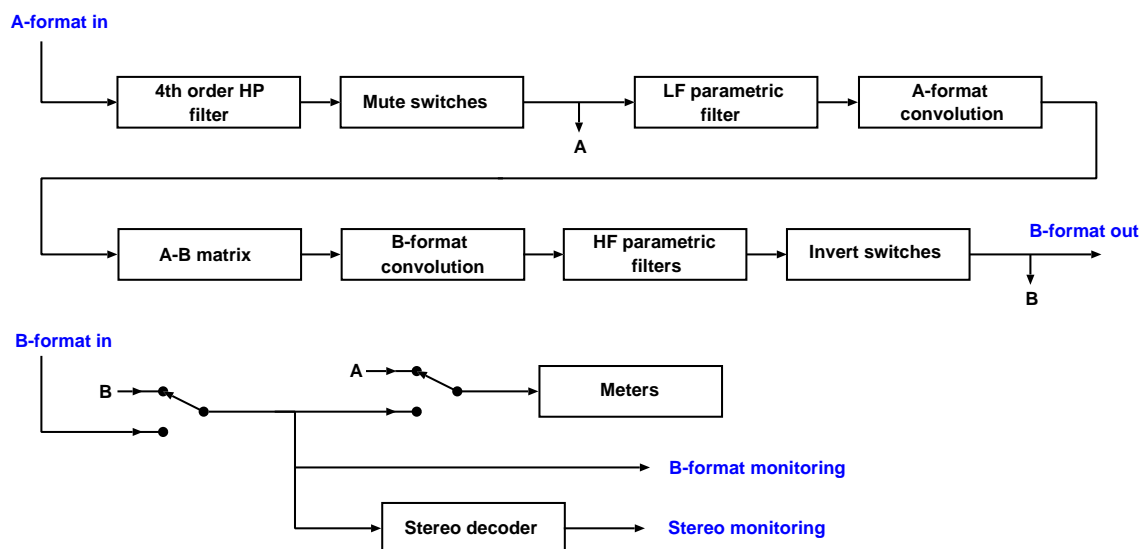 A-format in
4th order HP
filter
Mute switches
LF parametric
filter
A-format
convolution
A
A-B matrix
B-format
convolution
HF parametric
filters
Invert switches
B-format out
B
B-format in
B
A
Meters
B-format monitoring
Stereo decoder
Stereo monitoring